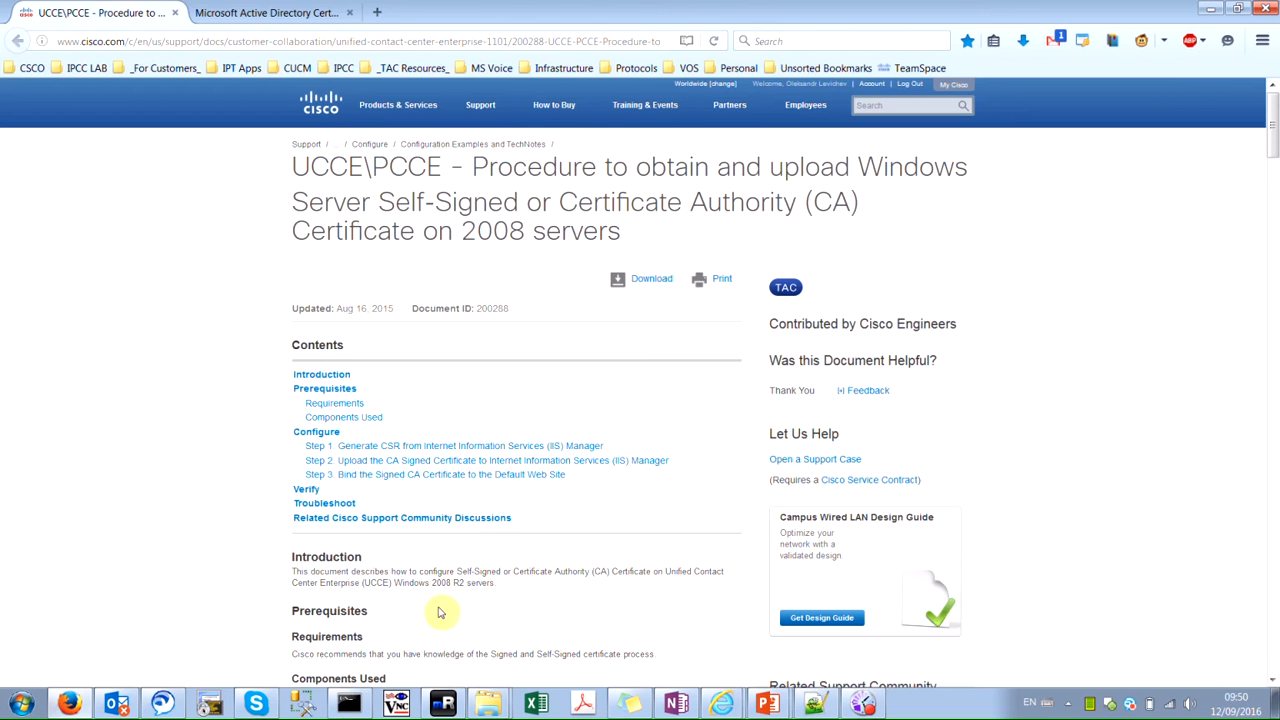 UCCE\PCCE - Procedure to ...
Microsoft Active Directory Cert...
www.cisco.com/c/en/us/support/docs/customer-collaboration/unified-contact-center-enterprise-1101/200288-UCCE-PCCE-Procedure-to
Search
1
ABP
CSCO
IPCC LAB
_For Customers_
IPT Apps
CUCM
IPCC
_TAC Resources_
MS Voice
Infrastructure
Protocols
VOS
Personal
Unsorted Bookmarks
TeamSpace
Worldwide [change]
Welcome, Oleksandr Levichev
Account
Log Out
My Cisco
CISCO
Products & Services
Support
How to Buy
Training & Events
Partners
Employees
Search
Support / ... / Configure / Configuration Examples and TechNotes /
UCCE\PCCE - Procedure to obtain and upload Windows
Server Self-Signed or Certificate Authority (CA)
Certificate on 2008 servers
Download
Print
TAC
Updated: Aug 16, 2015
Document ID: 200288
Contributed by Cisco Engineers
Contents
Was this Document Helpful?
Introduction
Prerequisites
Thank You
[+] Feedback
Requirements
Components Used
Configure
Let Us Help
Step 1. Generate CSR from Internet Information Services (IIS) Manager
Step 2. Upload the CA Signed Certificate to Internet Information Services (IIS) Manager
Open a Support Case
Step 3. Bind the Signed CA Certificate to the Default Web Site
(Requires a Cisco Service Contract)
Verify
Troubleshoot
Related Cisco Support Community Discussions
Campus Wired LAN Design Guide
Optimize your
network with a
validated design.
Introduction
This document describes how to configure Self-Signed or Certificate Authority (CA) Certificate on Unified Contact
Center Enterprise (UCCE) Windows 2008 R2 servers.
Prerequisites
Get Design Guide
Requirements
Cisco recommends that you have knowledge of the Signed and Self-Signed certificate process
Components Used
Related Support Community
EN
09:50
12/09/2016